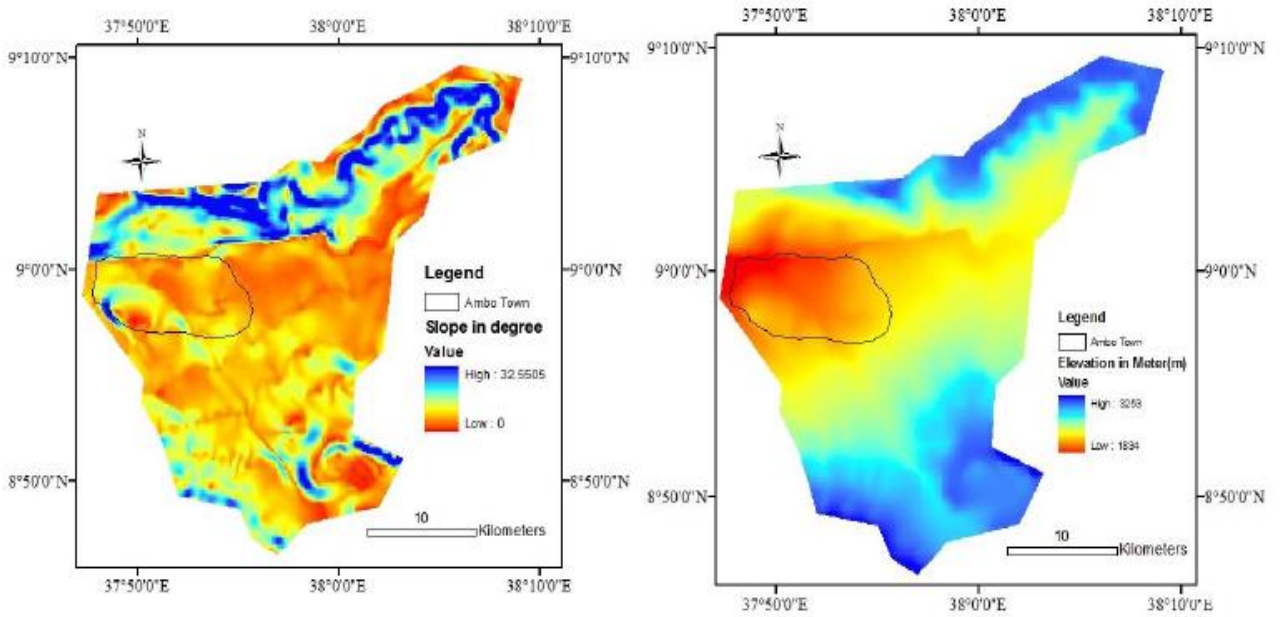 37°50'0"E 38°0'0"E 38°10'0"E
9°10'0"N 9°10'0"N
N
9°0'0"N 9°0'0"N
Legend
Ambo Town
Slope in degree
Value
High : 32.5505
Low : 0
8°50'0"N 8°50'0"N
10
Kilometers
37°50'0"E 38°0'0"E 38°10'0"E
37°50'0"E 38°0'0"E 38°10'0"E
9°10'0"N 9°10'0"N
N
9°0'0"N 9°0'0"N
Legend
Ambo Town
Elevation in Meter(m)
Value
High :
Low : 1834
8°50'0"N 8°50'0"N
10
Kilometers
37°50'0"E 38°0'0"E 38°10'0"E